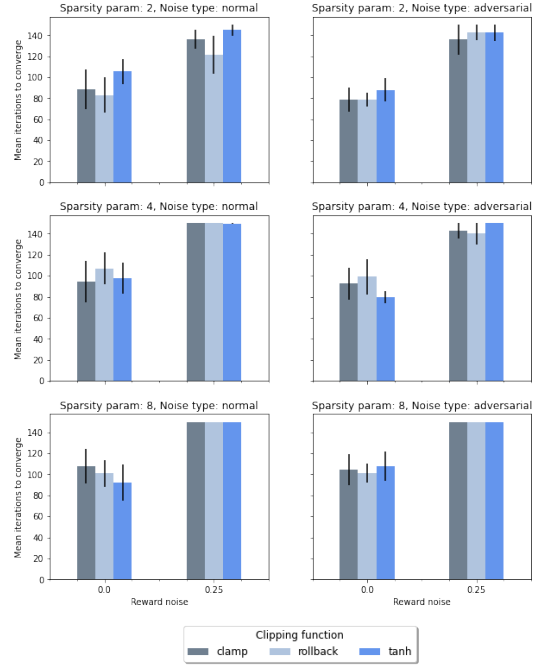 Sparsity param: 2, Noise type: normal
Sparsity param: 2, Noise type: adversarial
Mean iterations to converge
140
120
100
80
60
40
20
0
Sparsity param: 4, Noise type: normal
Sparsity param: 4, Noise type: adversarial
Mean iterations to converge
140
120
100
80
60
40
20
0
Sparsity param: 8, Noise type: normal
Sparsity param: 8, Noise type: adversarial
Mean iterations to converge
140
120
100
80
60
40
20
0
0.0 0.25
0.0 0.25
Reward noise
Reward noise
Clipping function
clamp rollback tanh